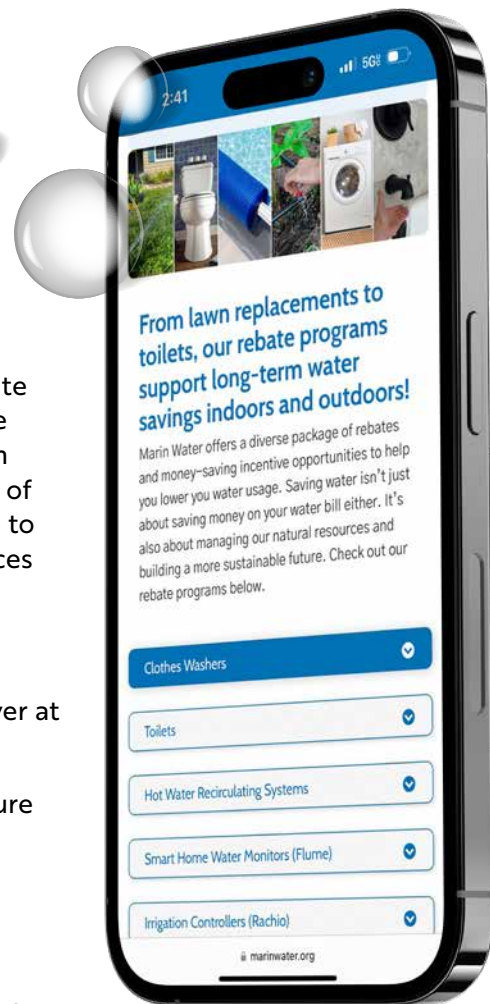 te
e
n
of
to
ces
ver at
ure
2:41
5G
From lawn replacements to
toilets, our rebate programs
support long-term water
savings indoors and outdoors!
Marin Water offers a diverse package of rebates
and money-saving incentive opportunities to help
you lower you water usage. Saving water isn't just
about saving money on your water bill either. It's
also about managing our natural resources and
building a more sustainable future. Check out our
rebate programs below.
Clothes Washers
Toilets
Hot Water Recirculating Systems
Smart Home Water Monitors (Flume)
Irrigation Controllers (Rachio)
marinwater.org